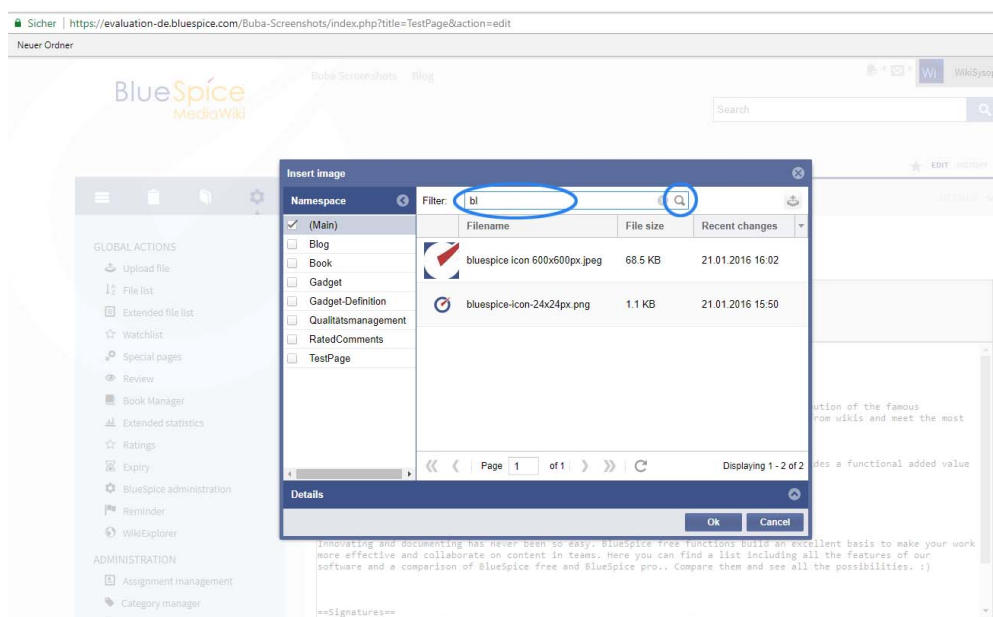 Sicher | https://evaluation-de.bluespice.com/Buba-Screenshots/index.php?title=TestPage&action=edit
Neuer Ordner
BlueSpice
MediaWiki
Buba Screenshots Blog
Wi WikiSysop
Search
EDIT HISTORY
Insert image
Namespace
Filter: bl
(Main)
Blog
Book
Gadget
Gadget-Definition
Qualitätsmanagement
RatedComments
TestPage
Filename File size Recent changes
bluespice icon 600x600px.jpeg 68.5 KB 21.01.2016 16:02
bluespice-icon-24x24px.png 1.1 KB 21.01.2016 15:50
Page 1 of 1
Displaying 1 - 2 of 2
Details
Ok Cancel
GLOBAL ACTIONS
Upload file
File list
Extended file list
Watchlist
Special pages
Review
Book Manager
Extended statistics
Ratings
Expiry
BlueSpice administration
Reminder
WikiExplorer
ADMINISTRATION
Assignment management
Category manager
ution of the famous
rom wikis and meet the most
des a functional added value
Innovating and documenting has never been so easy. BlueSpice free functions build an excellent basis to make your work
more effective and collaborate on content in teams. Here you can find a list including all the features of our
software and a comparison of BlueSpice free and BlueSpice pro.. Compare them and see all the possibilities. :)
==Signatures==